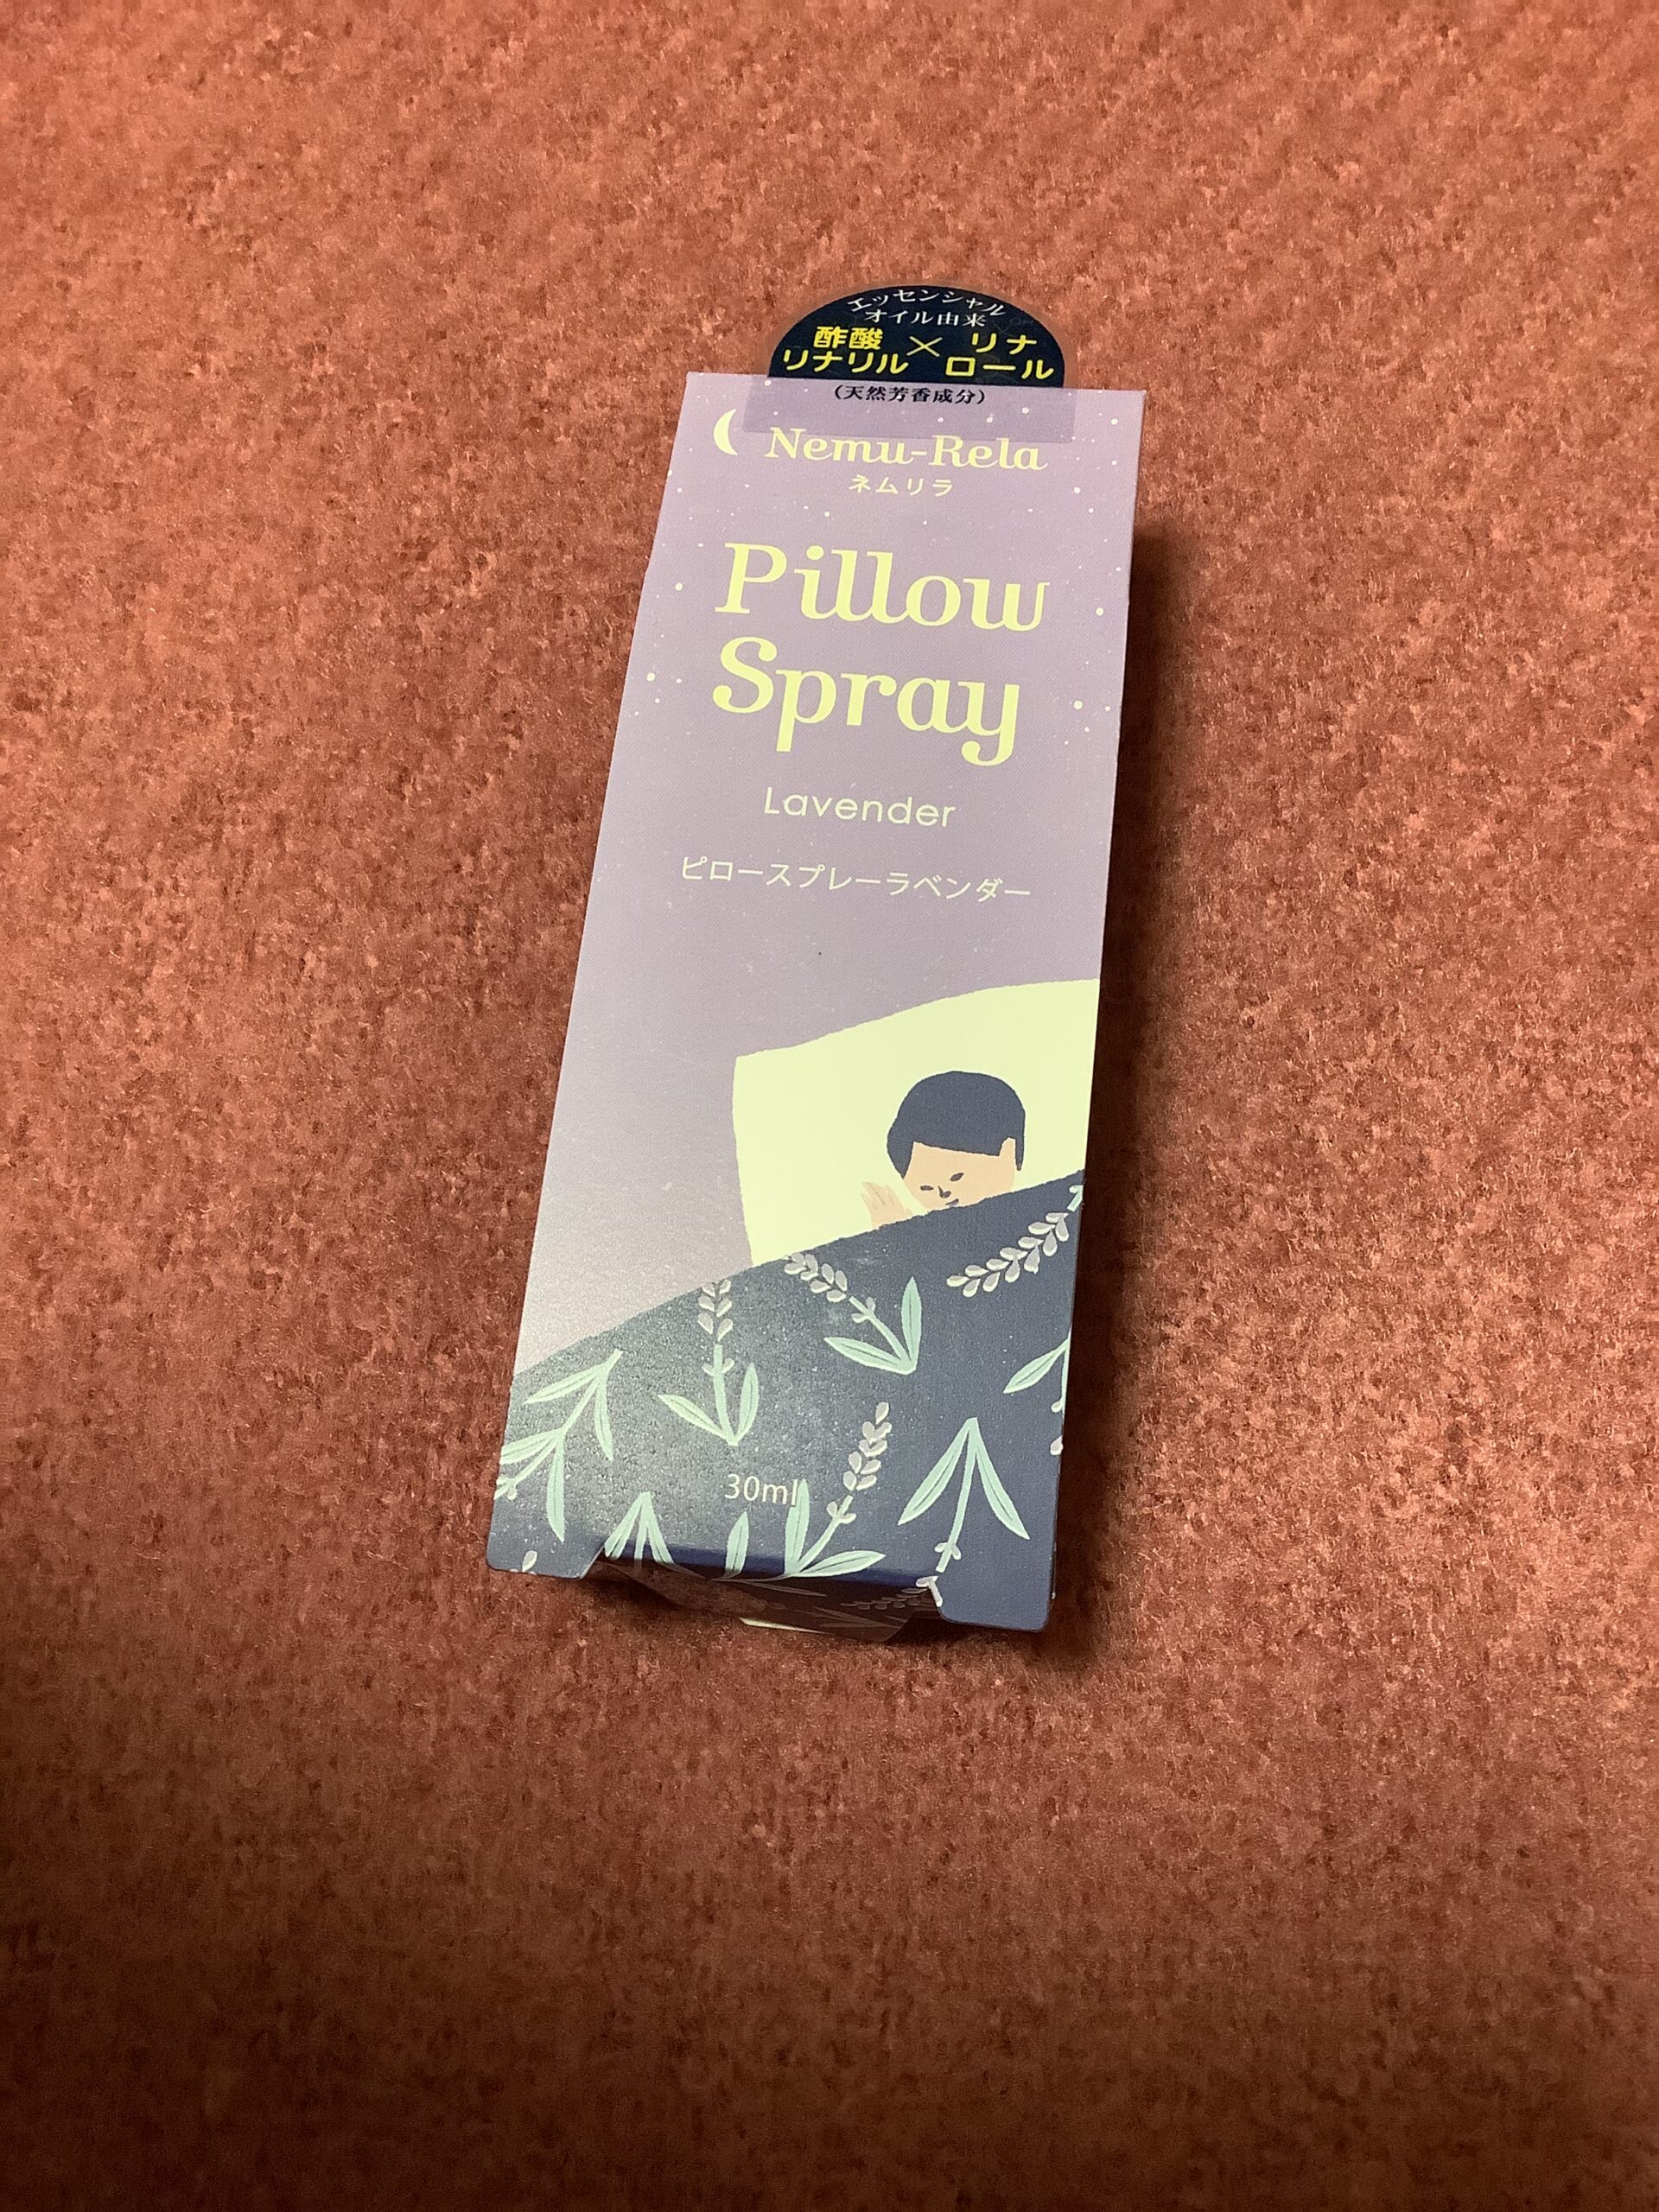 エッセンシャル
オイル由来
酢酸
リナリル × リナ
ロール
(天然芳香成分)
Nemu-Rela
ネムリラ
Pillow
Spray
Lavender
ピロースプレーラベンダー
30ml